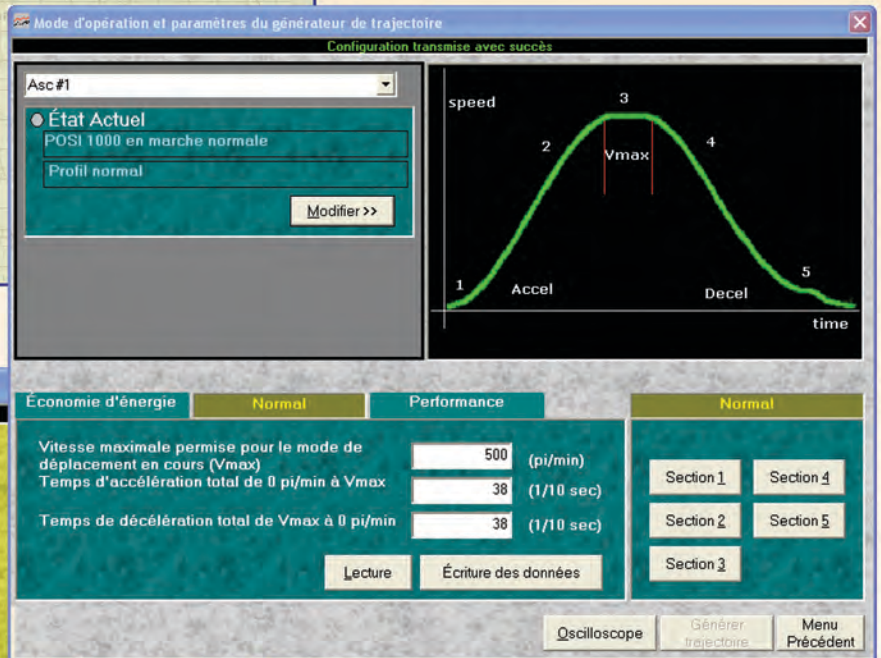 Mode d'opération et paramètres du générateur de trajectoire
Configuration transmise avec succès
Asc #1
État Actuel
POSI 1000 en marche normale
Profil normal
Modifier >>
speed
3
2
Vmax
4
1
Accel
Decel
5
time
Économie d'énergie
Normal
Performance
Normal
Vitesse maximale permise pour le mode de
déplacement en cours (Vmax)
500
(pi/min)
Temps d'accélération total de 0 pi/min à Vmax
38
(1/10 sec)
Temps de décélération total de Vmax à 0 pi/min
38
(1/10 sec)
Lecture
Écriture des données
Section 1
Section 4
Section 2
Section 5
Section 3
Oscilloscope
Générer
trajectoire
Menu
Précédent